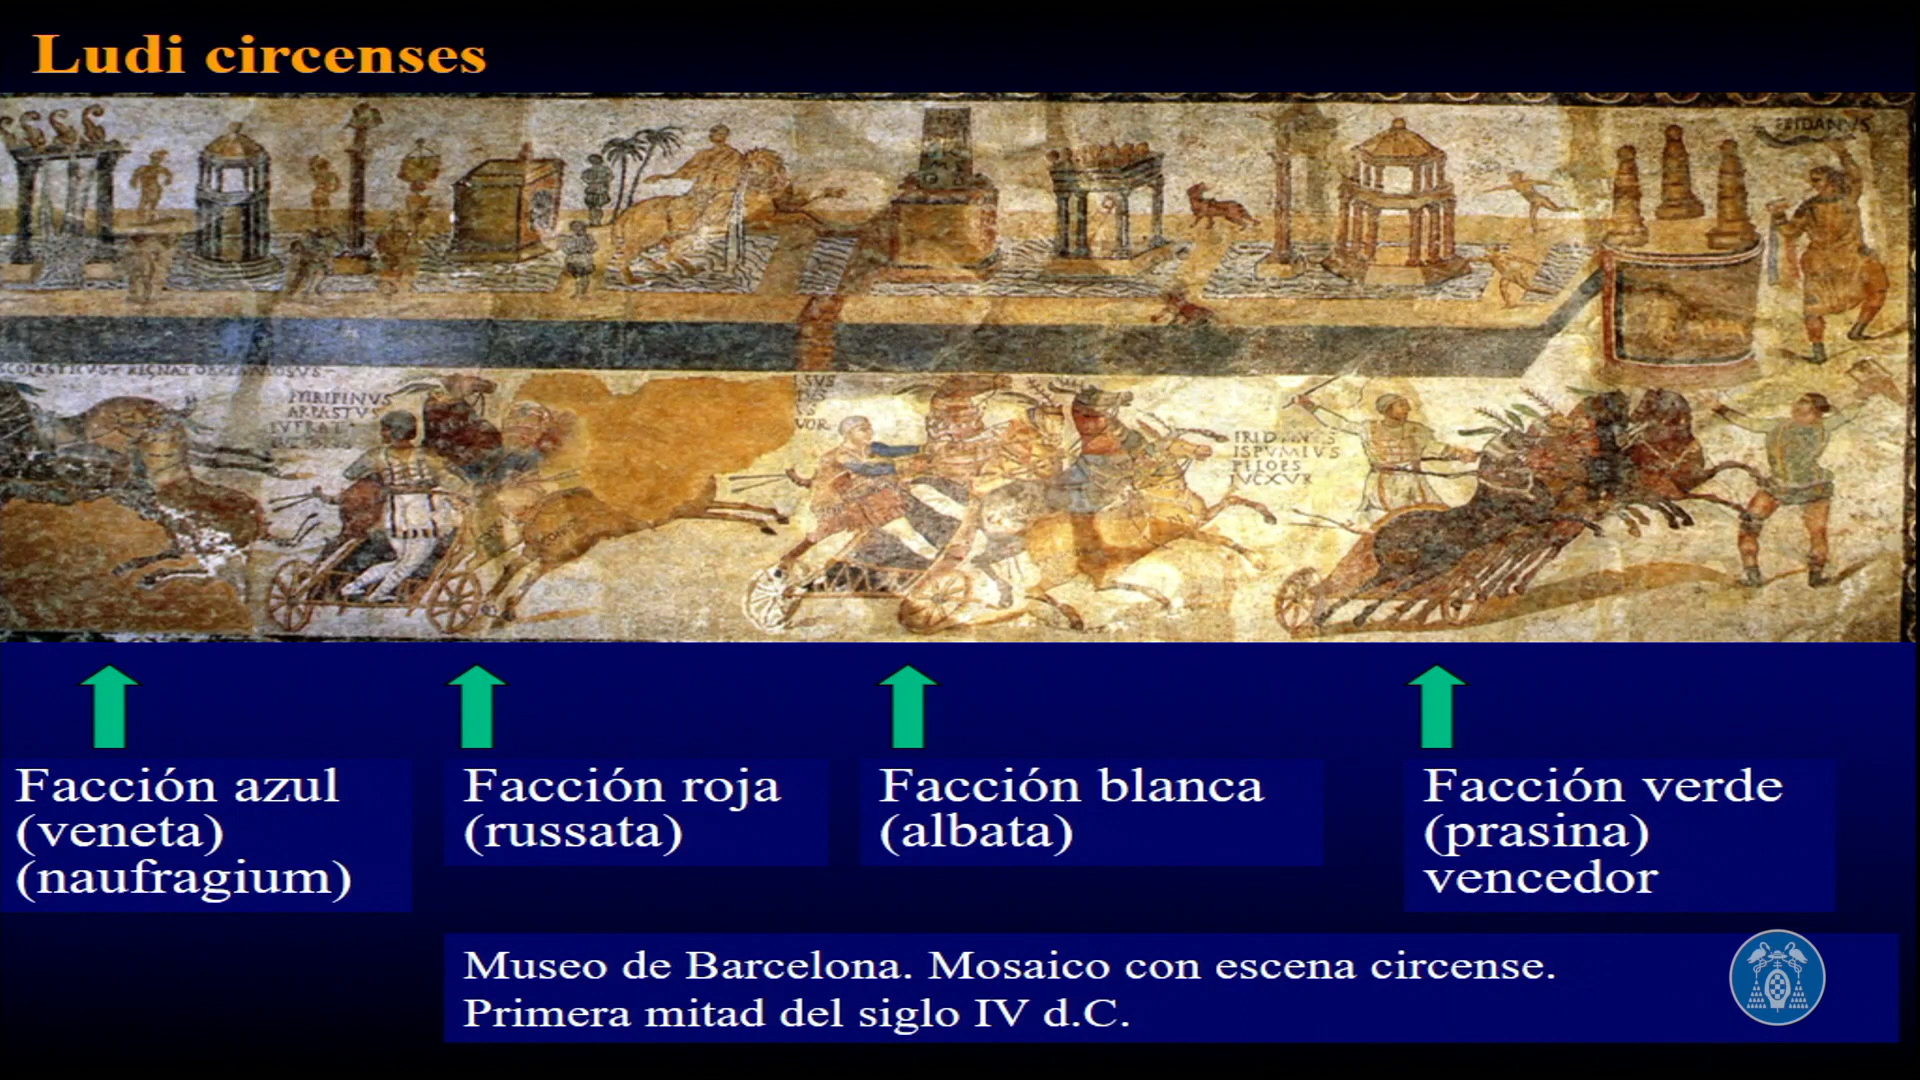 Ludi circenses
PELOPS
Facción azul
(veneta)
(naufragium)
Facción roja
(russata)
Facción blanca
(albata)
Facción verde
(prasina)
vencedor
Museo de Barcelona. Mosaico con escena circense.
Primera mitad del siglo IV d.C.